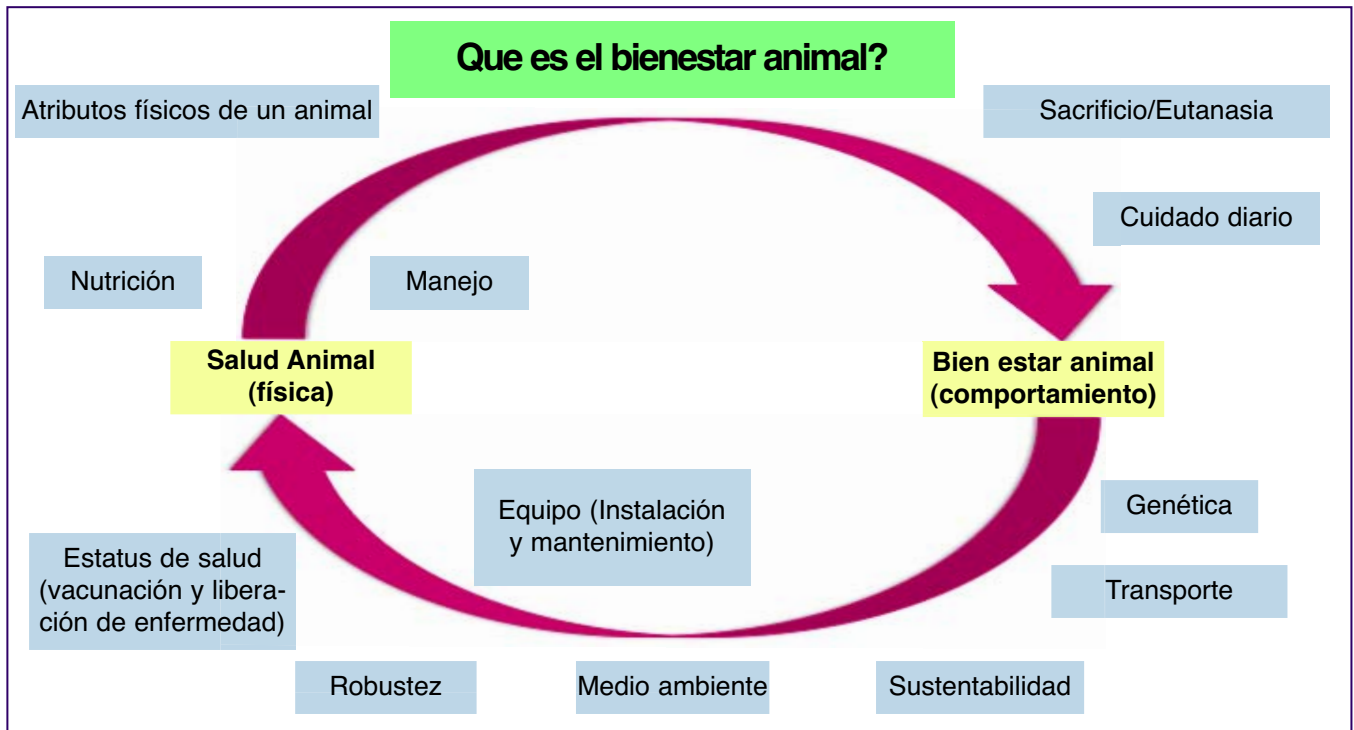 Que es el bienestar animal?
Atributos físicos de un animal
Sacrificio/Eutanasia
Cuidado diario
Nutrición
Manejo
Salud Animal
(física)
Bien estar animal
(comportamiento)
Equipo (Instalación
y mantenimiento)
Genética
Estatus de salud
(vacunación y libera-
ción de enfermedad)
Transporte
Robustez
Medio ambiente
Sustentabilidad